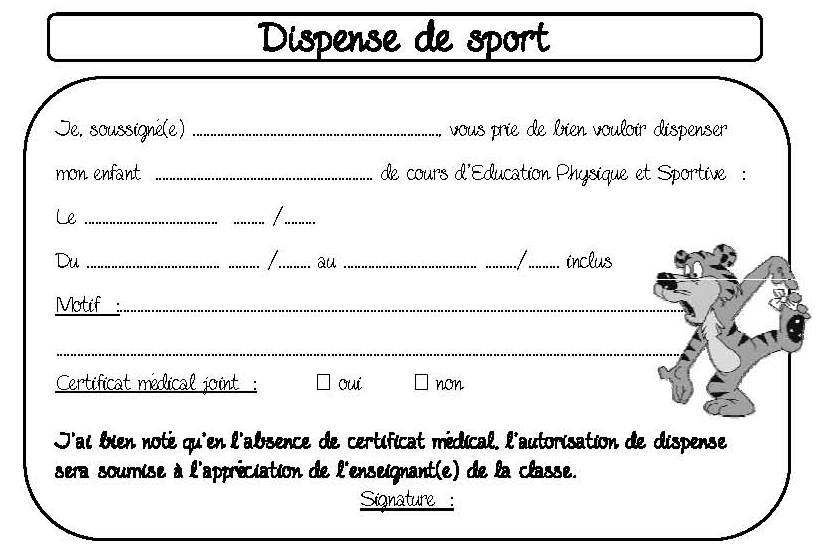 Dispense de sport
Je, soussigné(e) ........................................................, vous prie de bien vouloir dispenser
mon enfant .................................................. de cours d'Education Physique et Sportive :
Le .............................. ....... /.......
Du .............................. ....... /....... au .............................. ......./....... inclus
Motif :................................................................................................................................
................................................................................................................................................
Certificat médical joint : ☐ oui ☐ non
J'ai bien noté qu'en l'absence de certificat médical, l'autorisation de dispense
sera soumise à l'appréciation de l'enseignant(e) de la classe.
Signature :